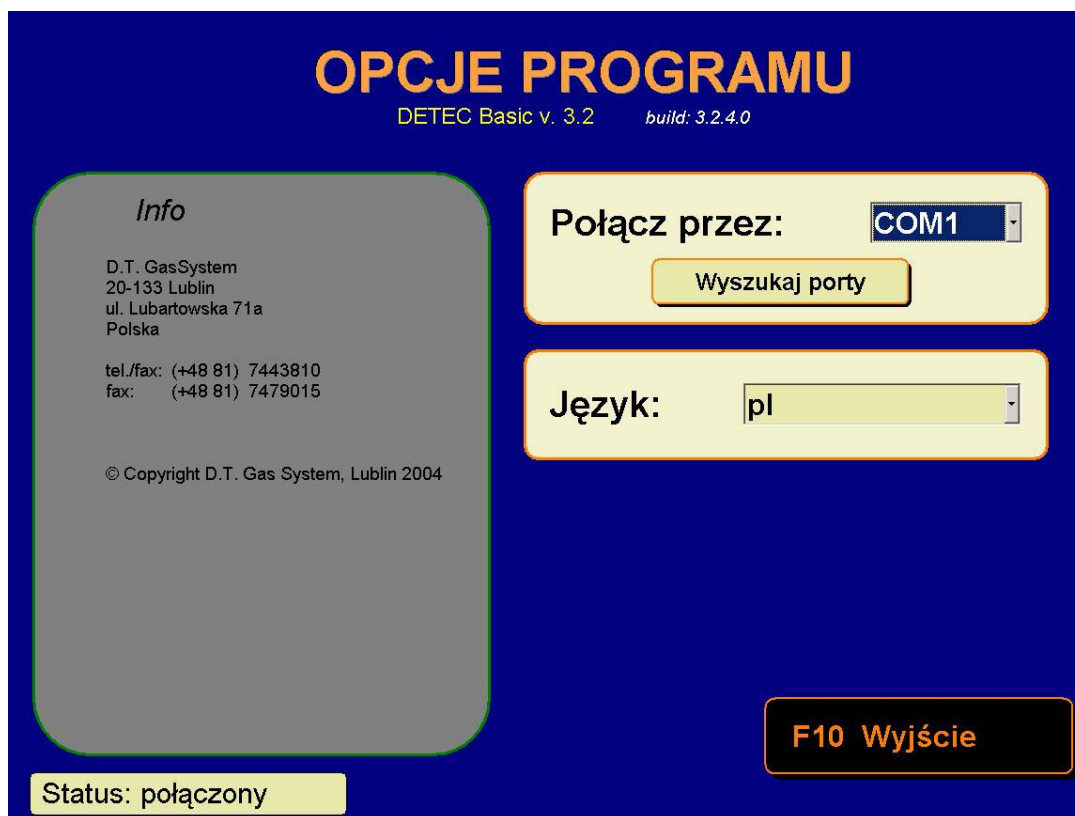 OPCJE PROGRAMU
DETEC Basic v. 3.2 build: 3.2.4.0
Info
D.T. GasSystem
20-133 Lublin
ul. Lubartowska 71a
Polska
tel./fax: (+48 81) 7443810
fax: (+48 81) 7479015
© Copyright D.T. Gas System, Lublin 2004
Połącz przez: COM1
Wyszukaj porty
Język: pl
F10 Wyjście
Status: połączony